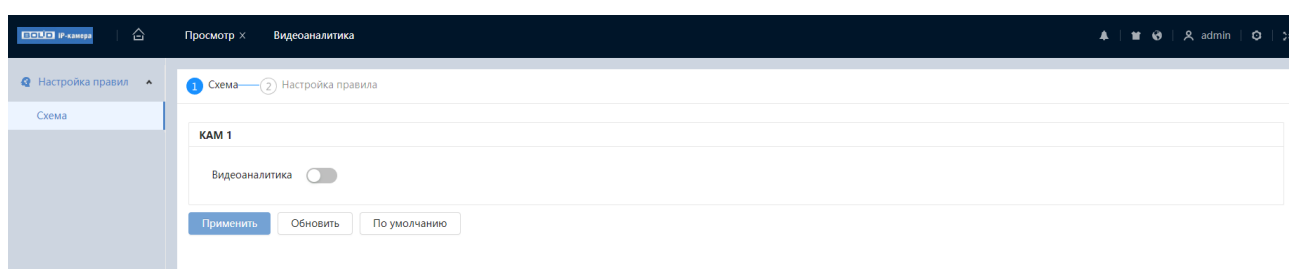 BOLID IP-камера Просмотр × Видеоаналитика admin
Настройка правил 1 Схема 2 Настройка правила
Схема
КАМ 1
Видеоаналитика
Применить Обновить По умолчанию